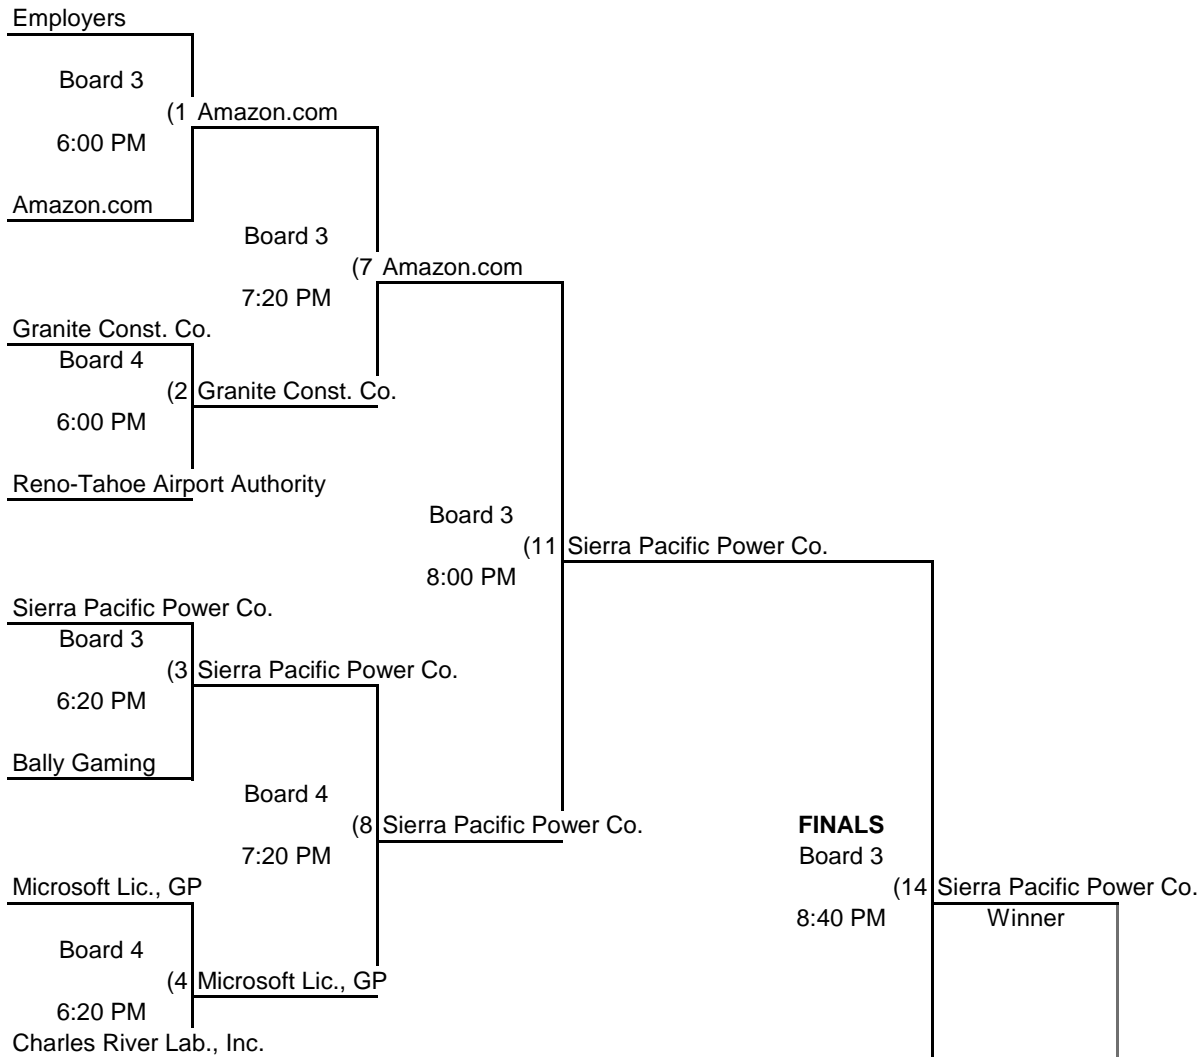 Employers
Board 3
(1 Amazon.com
6:00 PM
Amazon.com
Board 3
(7 Amazon.com
7:20 PM
Granite Const. Co.
Board 4
(2 Granite Const. Co.
6:00 PM
Reno-Tahoe Airport Authority
Board 3
(11 Sierra Pacific Power Co.
8:00 PM
Sierra Pacific Power Co.
Board 3
(3 Sierra Pacific Power Co.
6:20 PM
Bally Gaming
Board 4
(8 Sierra Pacific Power Co.
7:20 PM
FINALS
Board 3
(14 Sierra Pacific Power Co.
8:40 PM
Winner
Microsoft Lic., GP
Board 4
(4 Microsoft Lic., GP
6:20 PM
Charles River Lab., Inc.